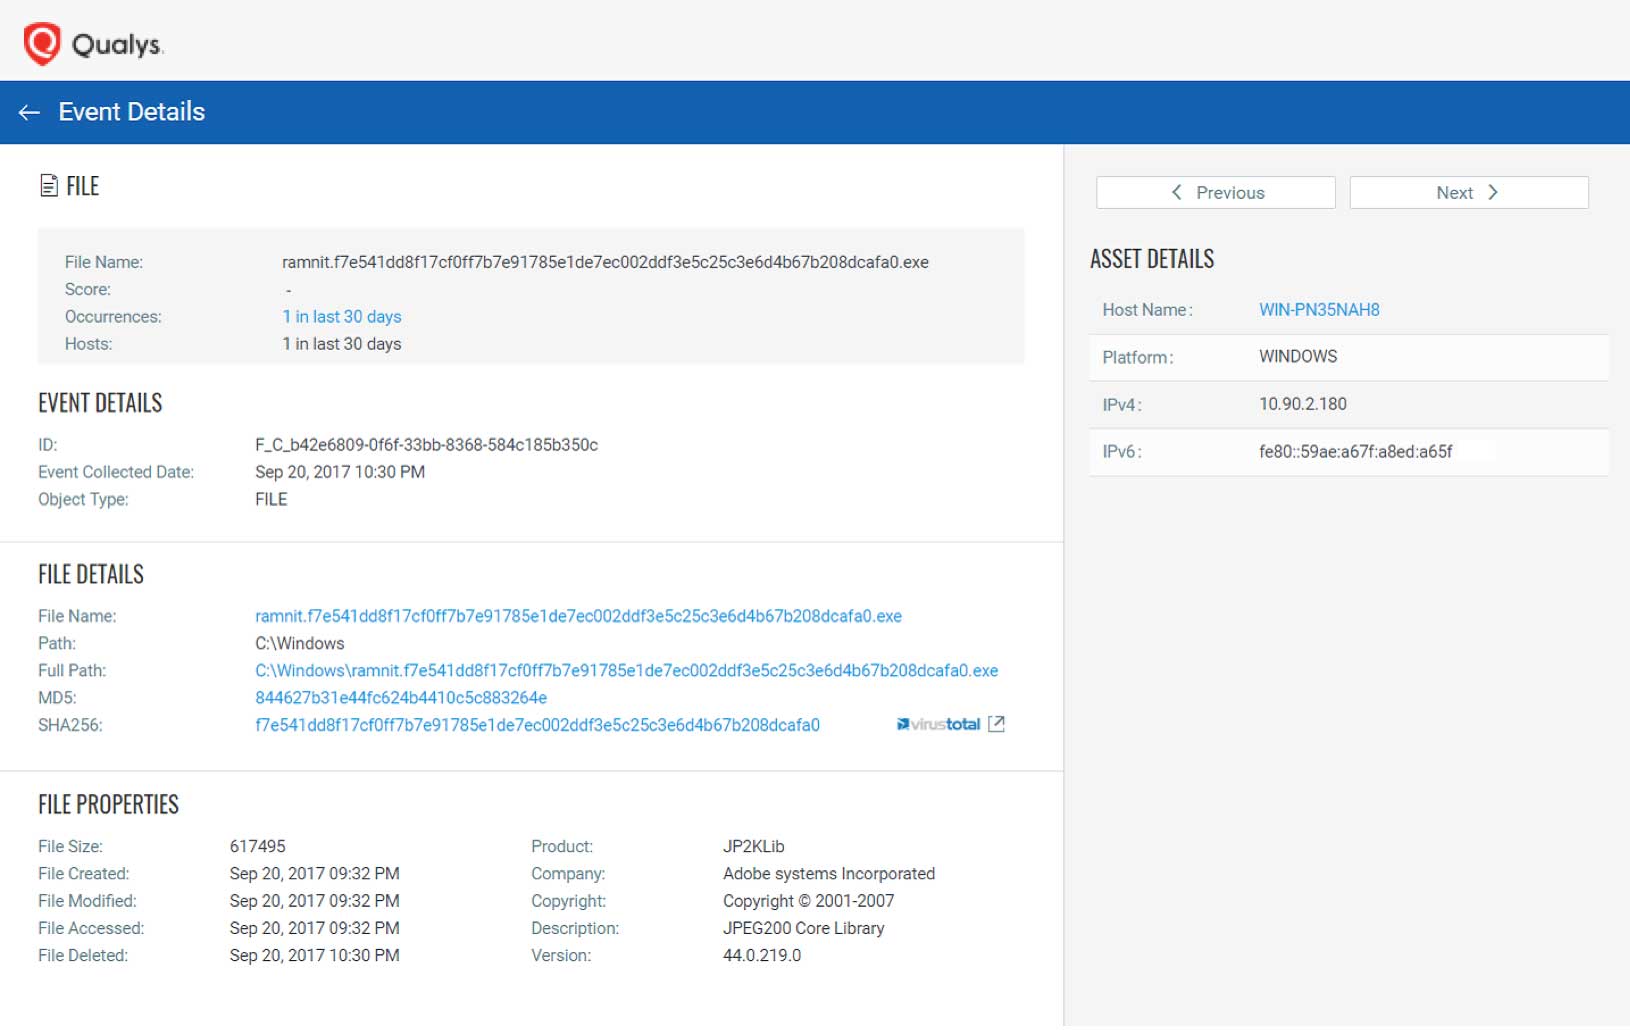 Qualys.
Event Details
FILE
File Name: ramnit.f7e541dd8f17cf0ff7b7e91785e1de7ec002ddf3e5c25c3e6d4b67b208dcafa0.exe
Score: -
Occurrences: 1 in last 30 days
Hosts: 1 in last 30 days
EVENT DETAILS
ID: F_C_b42e6809-0f6f-33bb-8368-584c185b350c
Event Collected Date: Sep 20, 2017 10:30 PM
Object Type: FILE
FILE DETAILS
File Name: ramnit.f7e541dd8f17cf0ff7b7e91785e1de7ec002ddf3e5c25c3e6d4b67b208dcafa0.exe
Path: C:\Windows
Full Path: C:\Windows\ramnit.f7e541dd8f17cf0ff7b7e91785e1de7ec002ddf3e5c25c3e6d4b67b208dcafa0.exe
MD5: 844627b31e44fc624b4410c5c883264e
SHA256: f7e541dd8f17cf0ff7b7e91785e1de7ec002ddf3e5c25c3e6d4b67b208dcafa0 virustotal
FILE PROPERTIES
File Size: 617495 Product: JP2KLib
File Created: Sep 20, 2017 09:32 PM Company: Adobe systems Incorporated
File Modified: Sep 20, 2017 09:32 PM Copyright: Copyright © 2001-2007
File Accessed: Sep 20, 2017 09:32 PM Description: JPEG200 Core Library
File Deleted: Sep 20, 2017 10:30 PM Version: 44.0.219.0
Previous Next
ASSET DETAILS
Host Name: WIN-PN35NAH8
Platform: WINDOWS
IPv4: 10.90.2.180
IPv6: fe80::59ae:a67f:a8ed:a65f